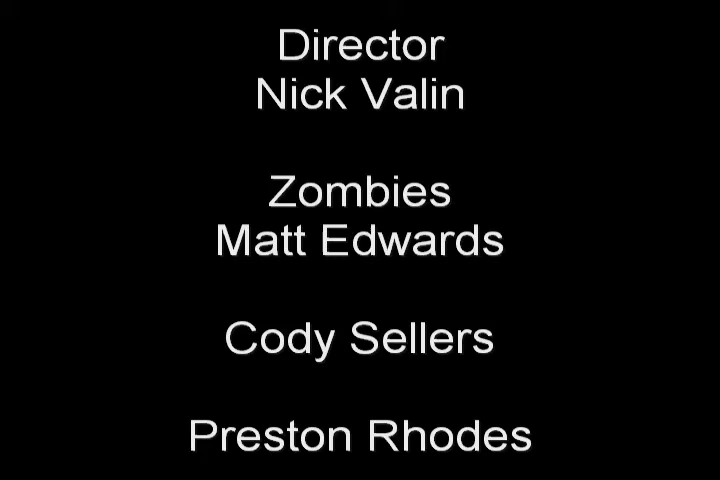 Director
Nick Valin
Zombies
Matt Edwards
Cody Sellers
Preston Rhodes